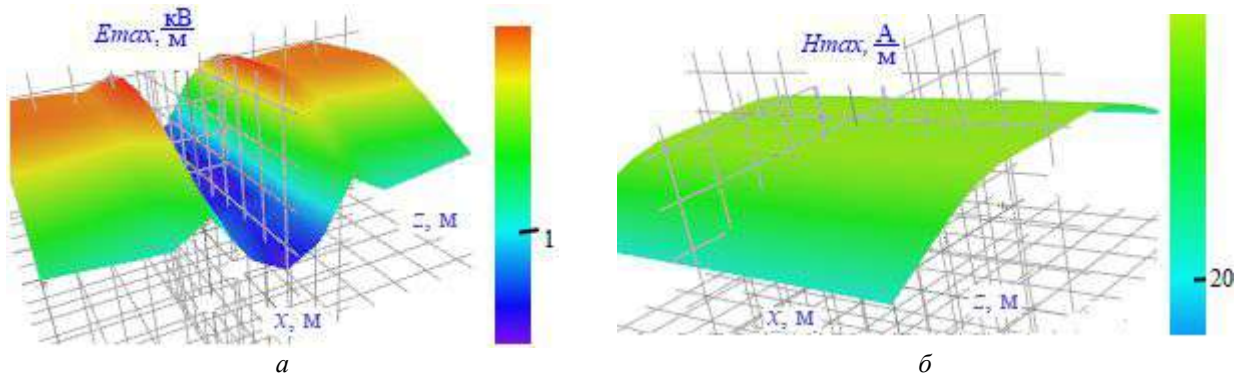 Emax, кВ/м
Z, м
X, м
1
а
Hmax, А/м
20
Z, м
X, м
б